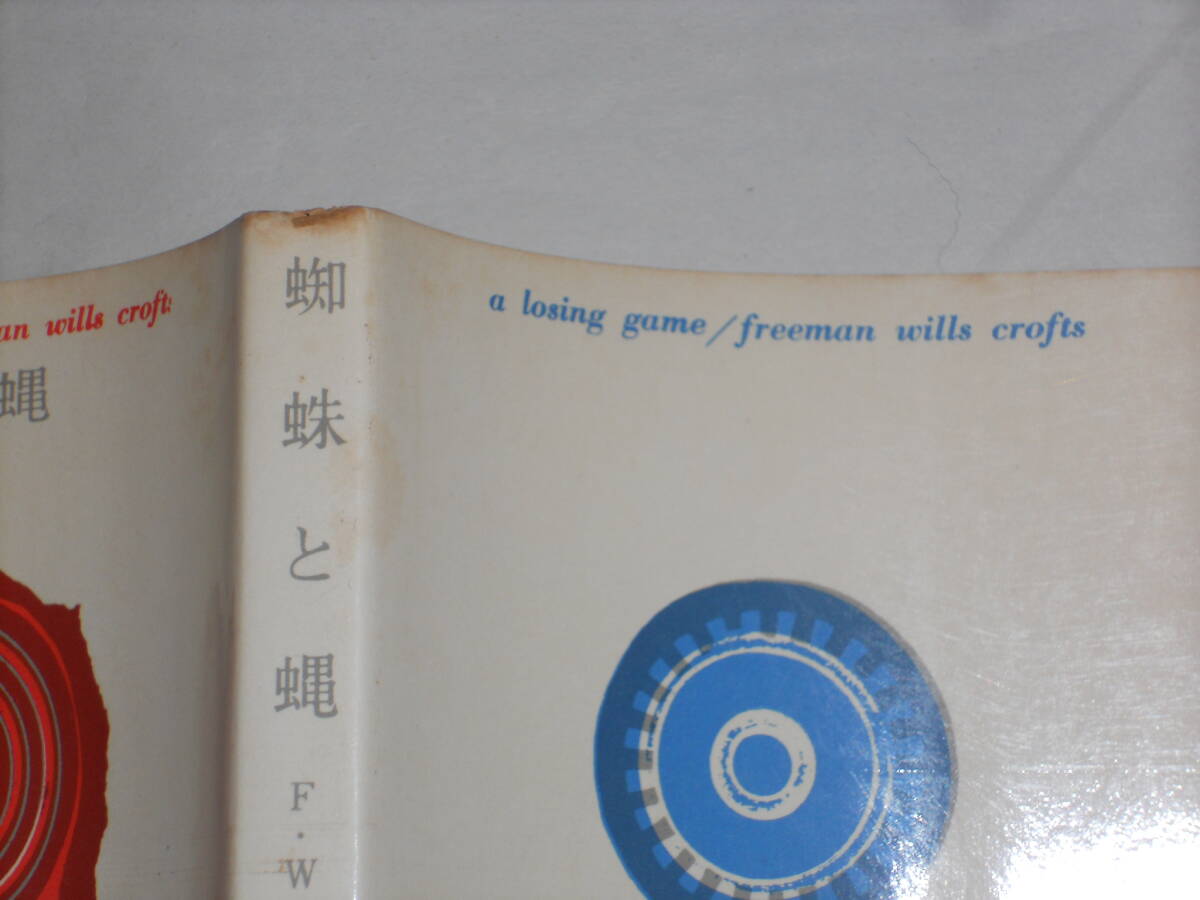 an wills crofts
蝿
蜘蛛と蝿 F・W
a losing game/freeman wills crofts